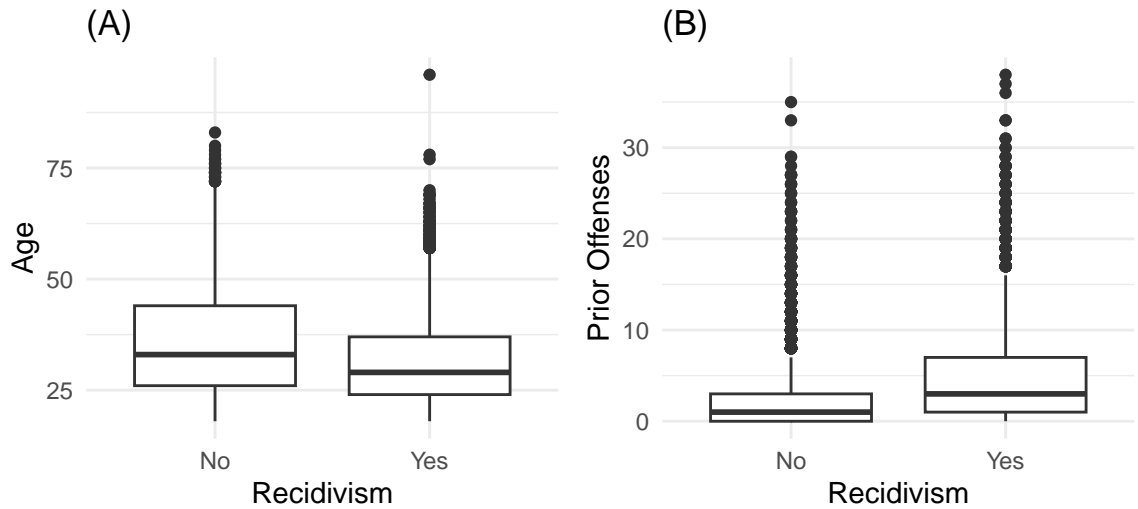 (A)
Age
75
50
25
No
Yes
Recidivism
(B)
Prior Offenses
30
20
10
0
No
Yes
Recidivism